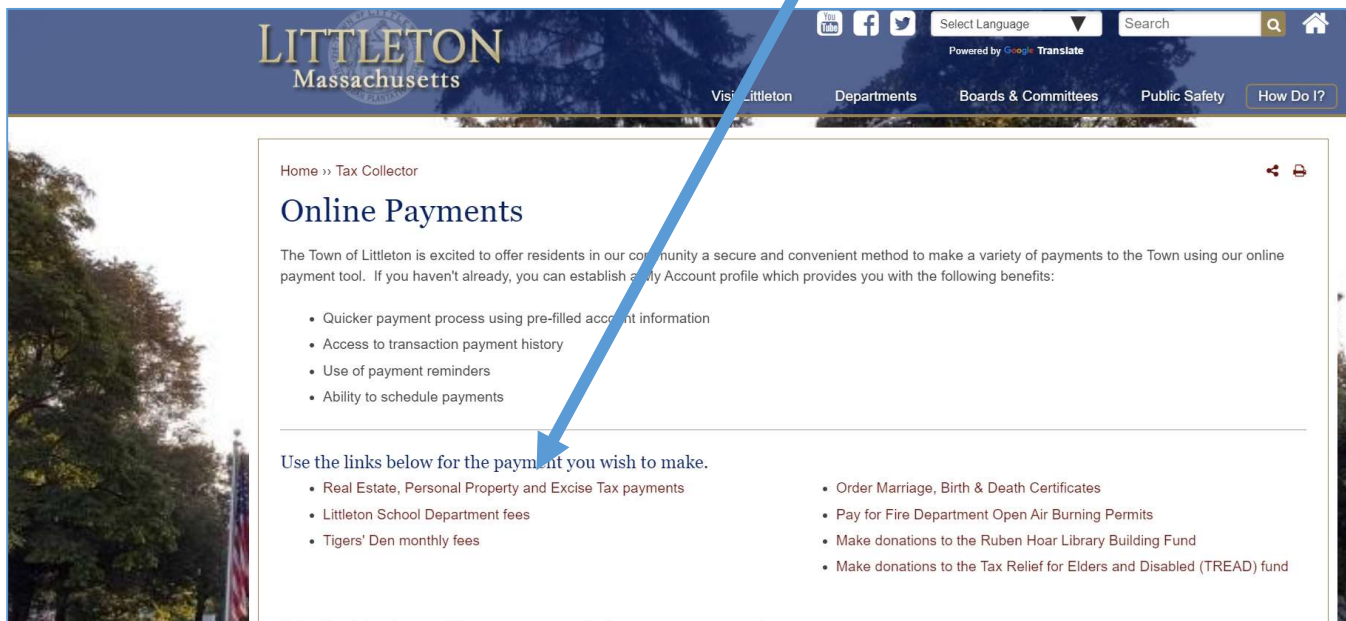 LITTLETON
Massachusetts
You
Tube
Select Language
Search
Powered by Google Translate
Visit Littleton
Departments
Boards & Committees
Public Safety
How Do I?
Home ›› Tax Collector
Online Payments
The Town of Littleton is excited to offer residents in our community a secure and convenient method to make a variety of payments to the Town using our online
payment tool. If you haven't already, you can establish a My Account profile which provides you with the following benefits:
• Quicker payment process using pre-filled account information
• Access to transaction payment history
• Use of payment reminders
• Ability to schedule payments
Use the links below for the payment you wish to make.
• Real Estate, Personal Property and Excise Tax payments
• Littleton School Department fees
• Tigers' Den monthly fees
• Order Marriage, Birth & Death Certificates
• Pay for Fire Department Open Air Burning Permits
• Make donations to the Ruben Hoar Library Building Fund
• Make donations to the Tax Relief for Elders and Disabled (TREAD) fund